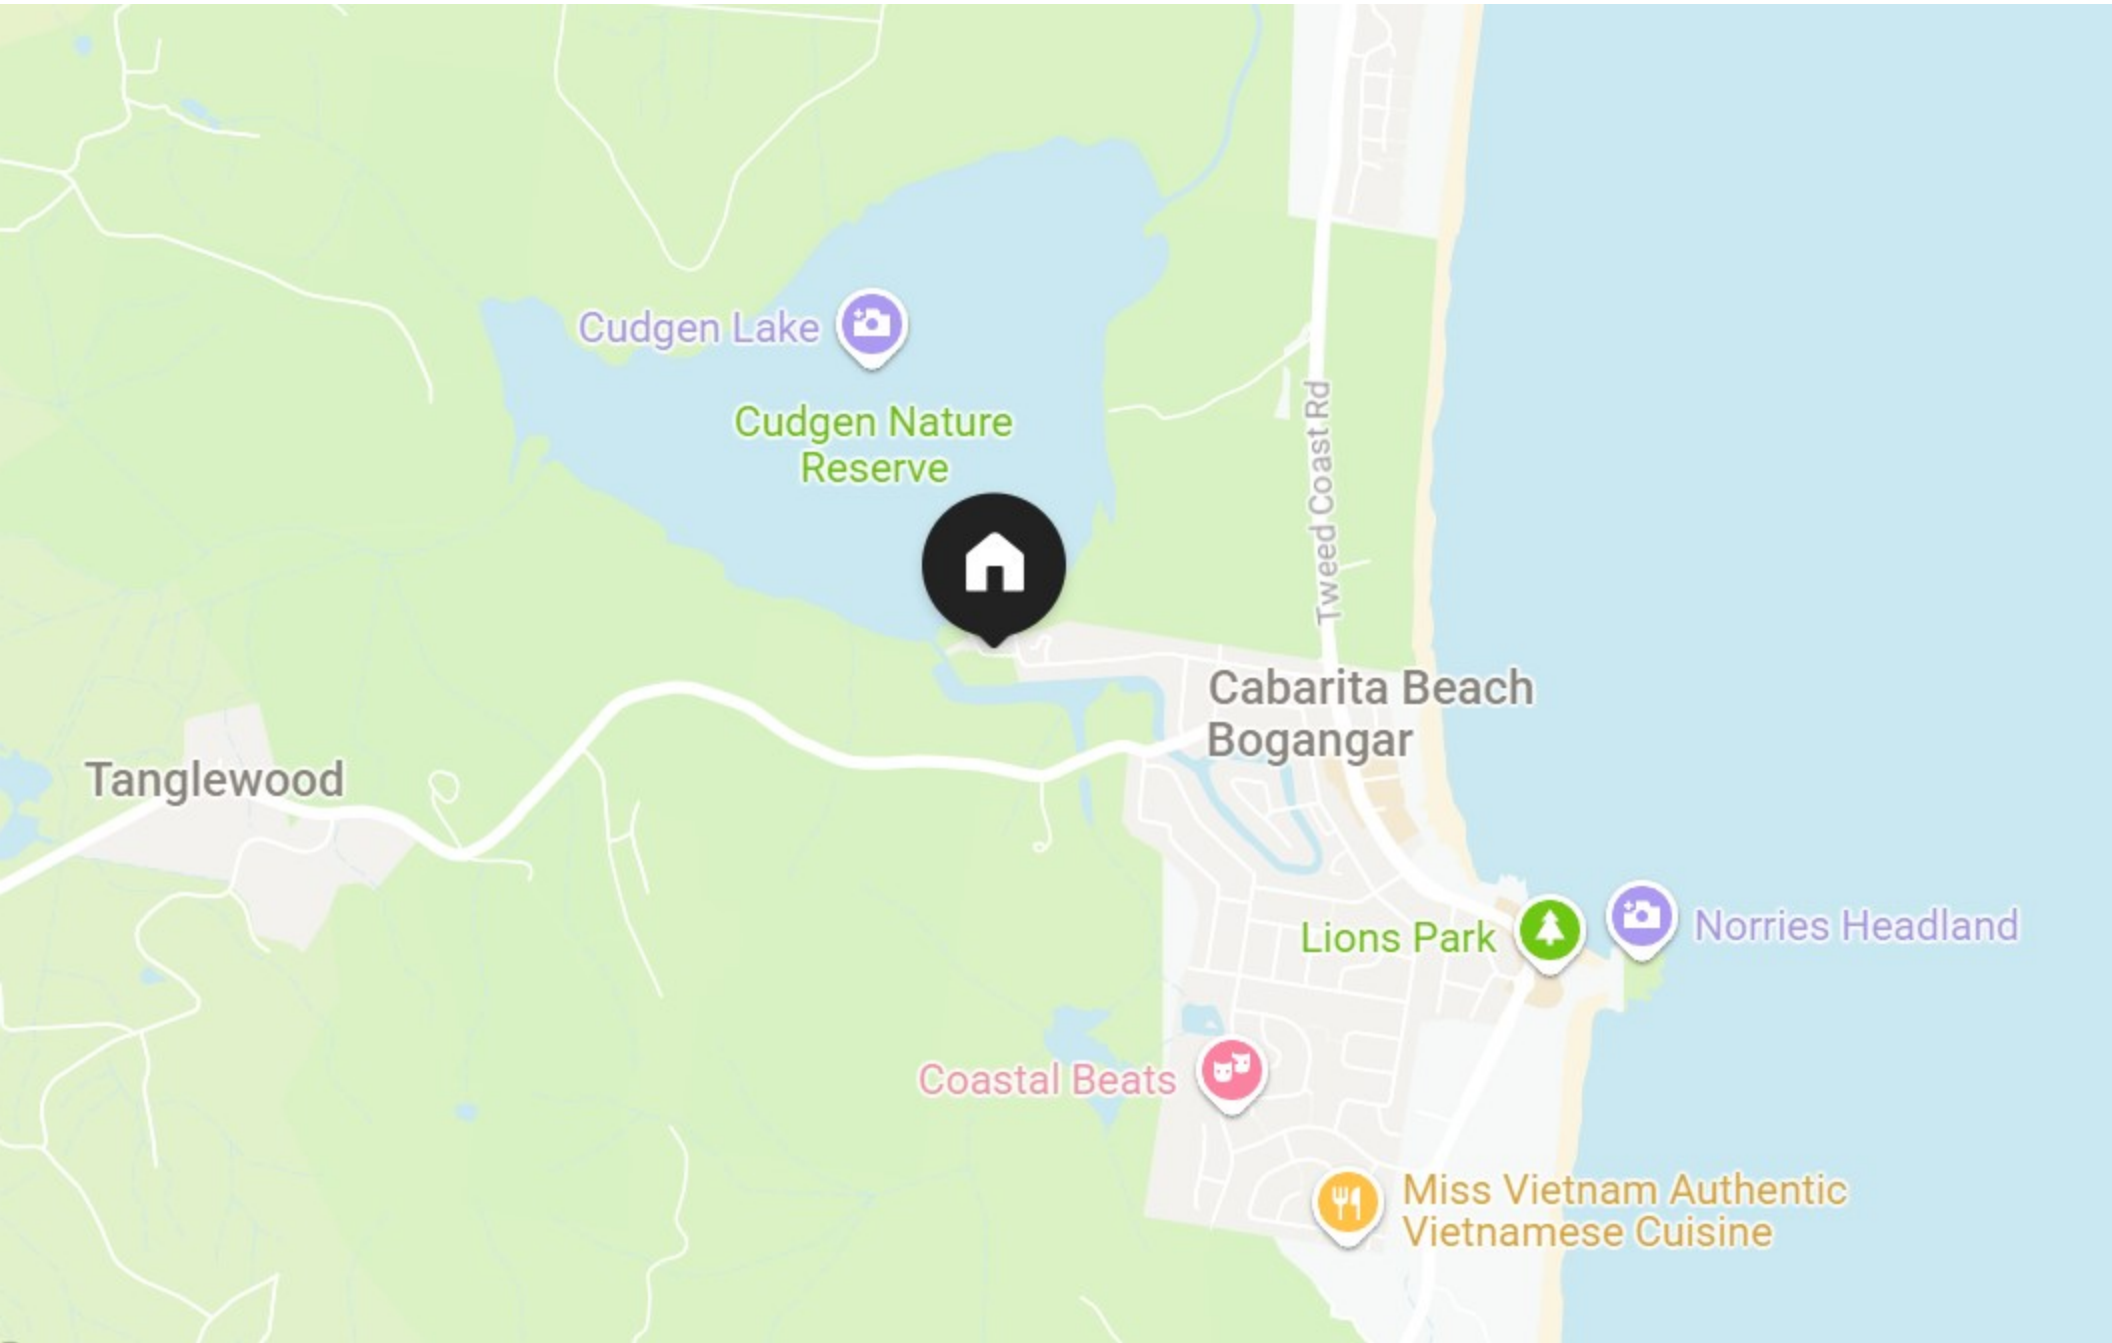 Cudgen Lake
Cudgen Nature
Reserve
Tweed Coast Rd
Cabarita Beach
Bogangar
Tanglewood
Lions Park
Norries Headland
Coastal Beats
Miss Vietnam Authentic
Vietnamese Cuisine